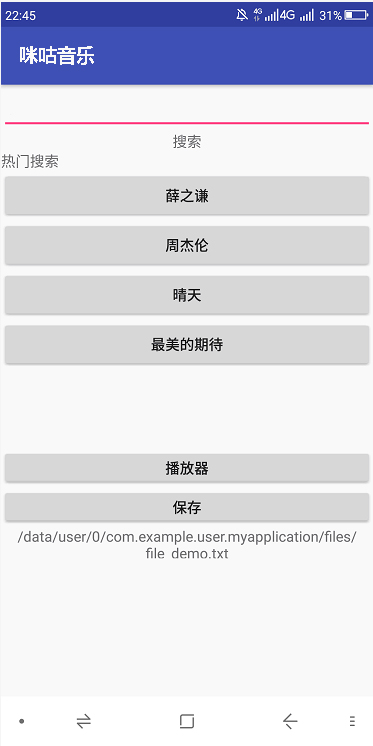 22:45 4G 4G 31%
咪咕音乐
搜索
热门搜索
薛之谦
周杰伦
晴天
最美的期待
播放器
保存
/data/user/0/com.example.user.myapplication/files/
file_demo.txt